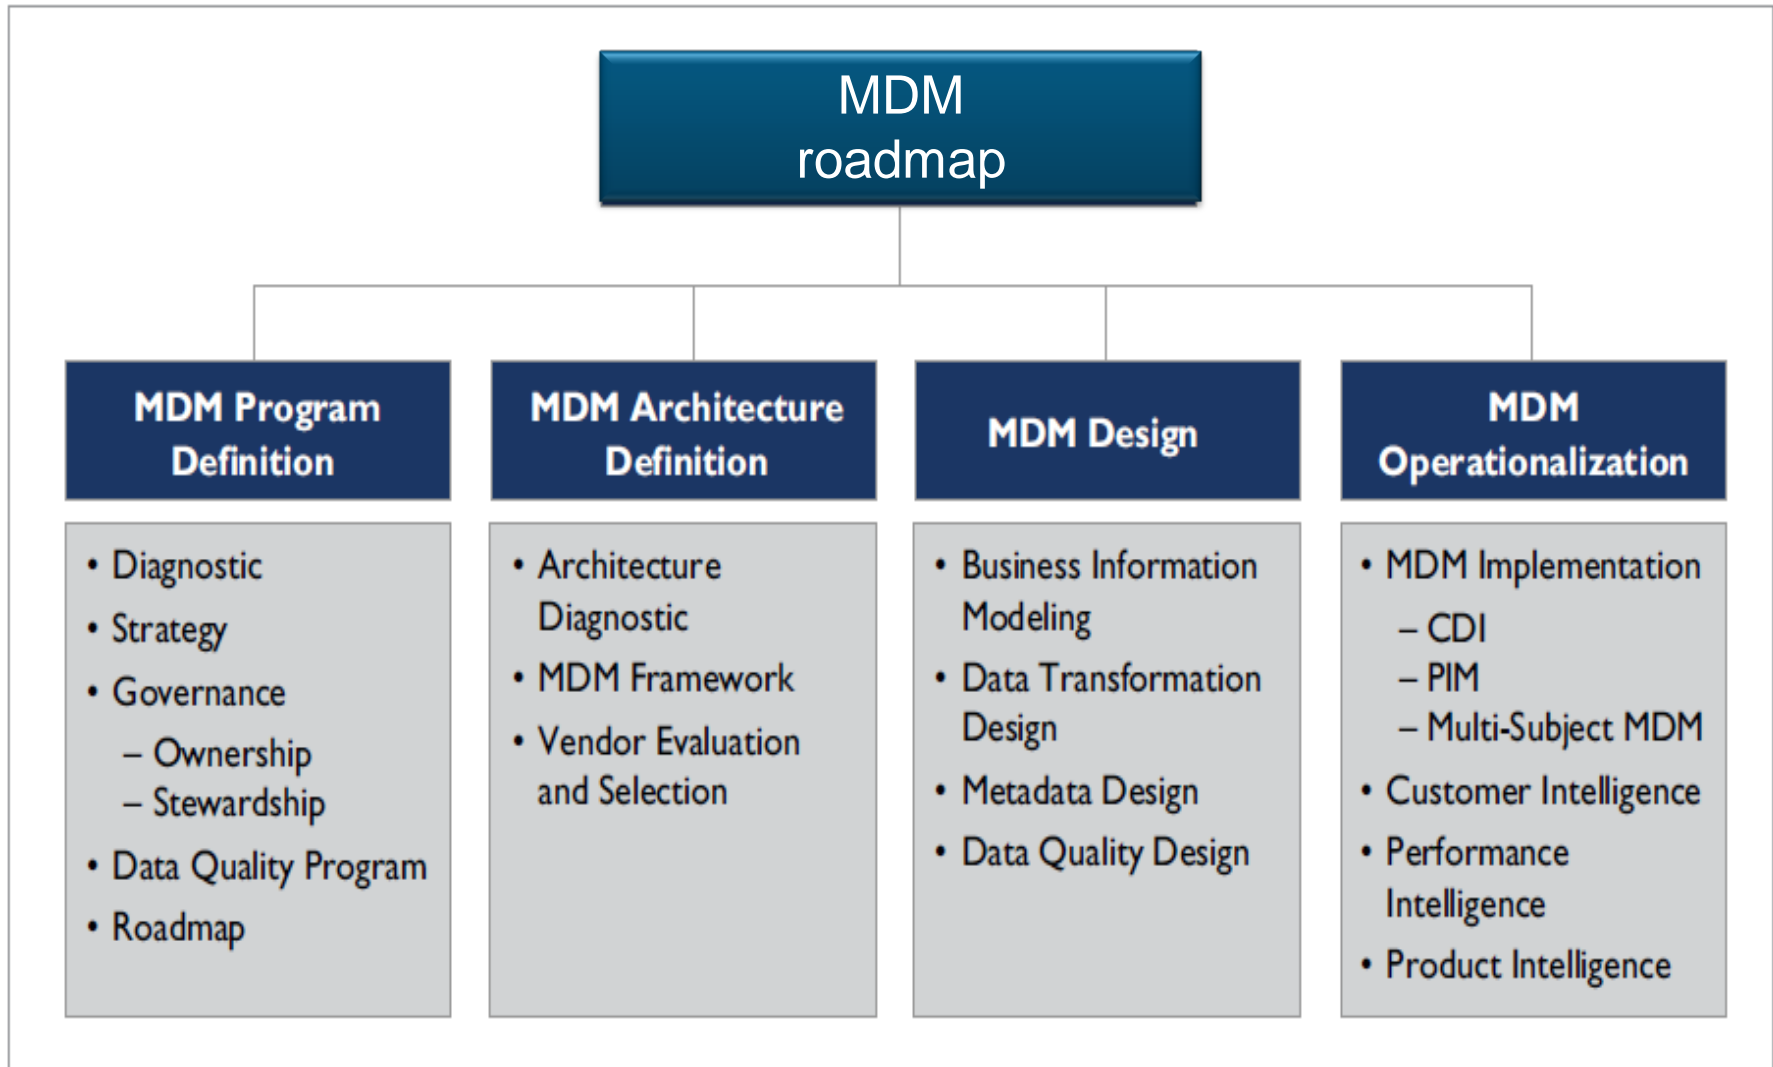 MDM
roadmap
MDM Program
Definition
• Diagnostic
• Strategy
• Governance
– Ownership
– Stewardship
• Data Quality Program
• Roadmap
MDM Architecture
Definition
• Architecture
Diagnostic
• MDM Framework
• Vendor Evaluation
and Selection
MDM Design
• Business Information
Modeling
• Data Transformation
Design
• Metadata Design
• Data Quality Design
MDM
Operationalization
• MDM Implementation
– CDI
– PIM
– Multi-Subject MDM
• Customer Intelligence
• Performance
Intelligence
• Product Intelligence